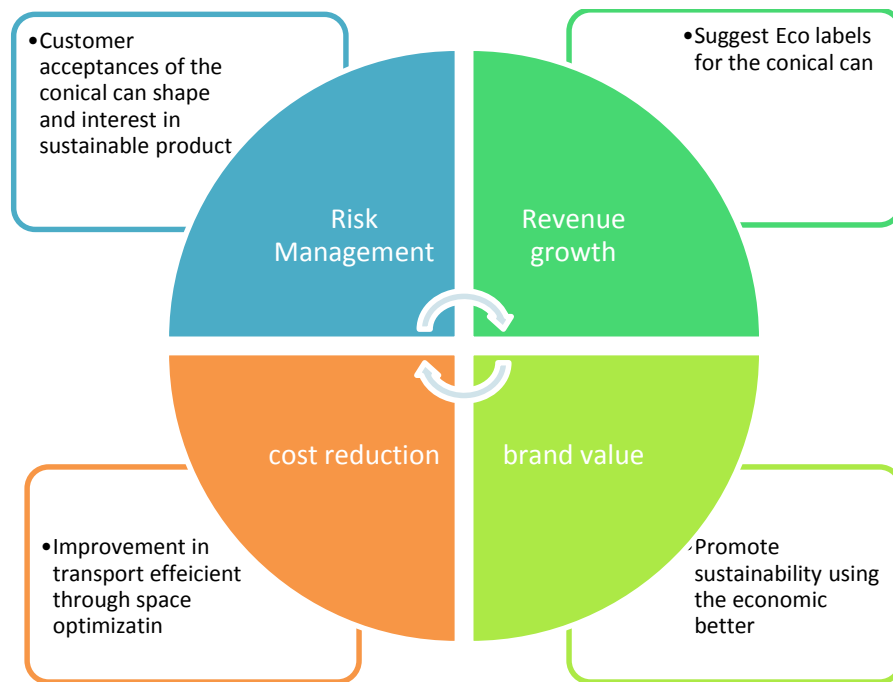 •Customer
acceptances of the
conical can shape
and interest in
sustainable product
•Suggest Eco labels
for the conical can
Risk
Management
Revenue
growth
cost reduction
brand value
•Improvement in
transport effeicient
through space
optimizatin
•Promote
sustainability using
the economic
better